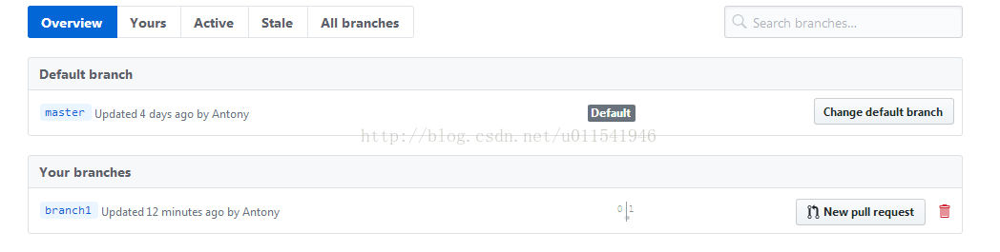 Overview Yours Active Stale All branches Search branches...
Default branch
master Updated 4 days ago by Antony Default Change default branch
http://blog.csdn.net/u011541946
Your branches
branch1 Updated 12 minutes ago by Antony 0 1 New pull request